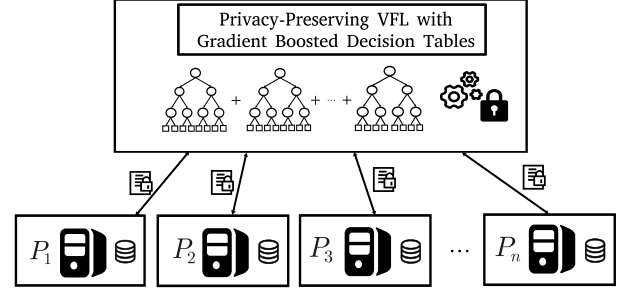 Privacy-Preserving VFL with
Gradient Boosted Decision Tables
+ + ... +
P1 P2 P3 ... Pn